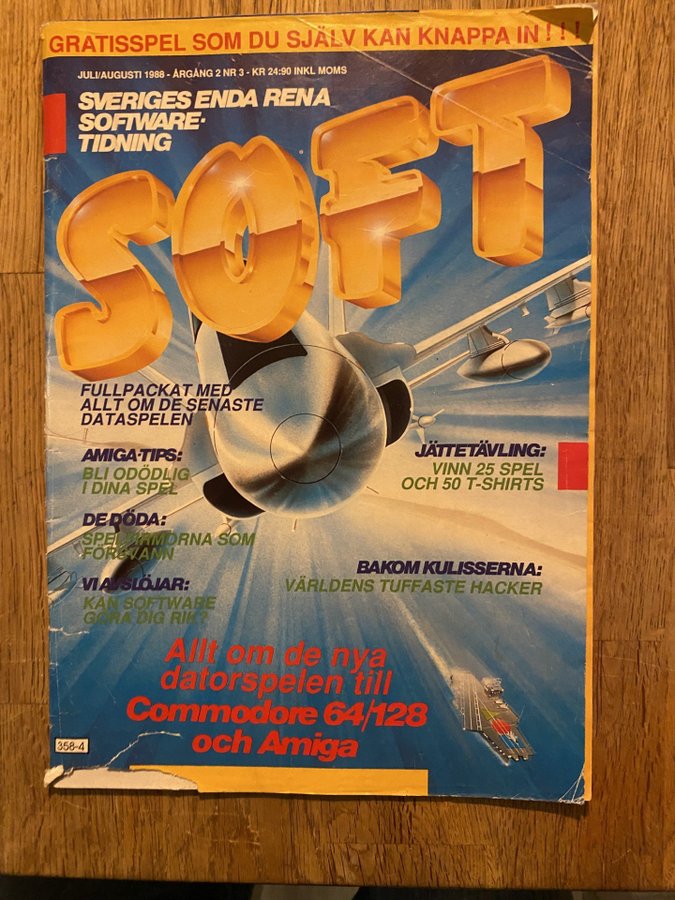 GRATISSPEL SOM DU SJÄLV KAN KNAPPA IN!!!
JULI/AUGUSTI 1988 - ÅRGÅNG 2 NR 3 - KR 24:90 INKL MOMS
SVERIGES ENDA RENA
SOFTWARE-
TIDNING
SOFT
FULLPACKAT MED
ALLT OM DE SENASTE
DATASPELEN
AMIGA-TIPS:
BLI ODÖDLIG
I DINA SPEL
JÄTTETÄVLING:
VINN 25 SPEL
OCH 50 T-SHIRTS
DE DÖDA:
SPELFIRMORNA SOM
FÖRSVANN
VI AVSLÖJAR:
KAN SOFTWARE
GÖRA DIG RIK?
BAKOM KULISSERNA:
VÄRLDENS TUFFASTE HACKER
Allt om de nya
datorspelen till
Commodore 64/128
och Amiga
358-4